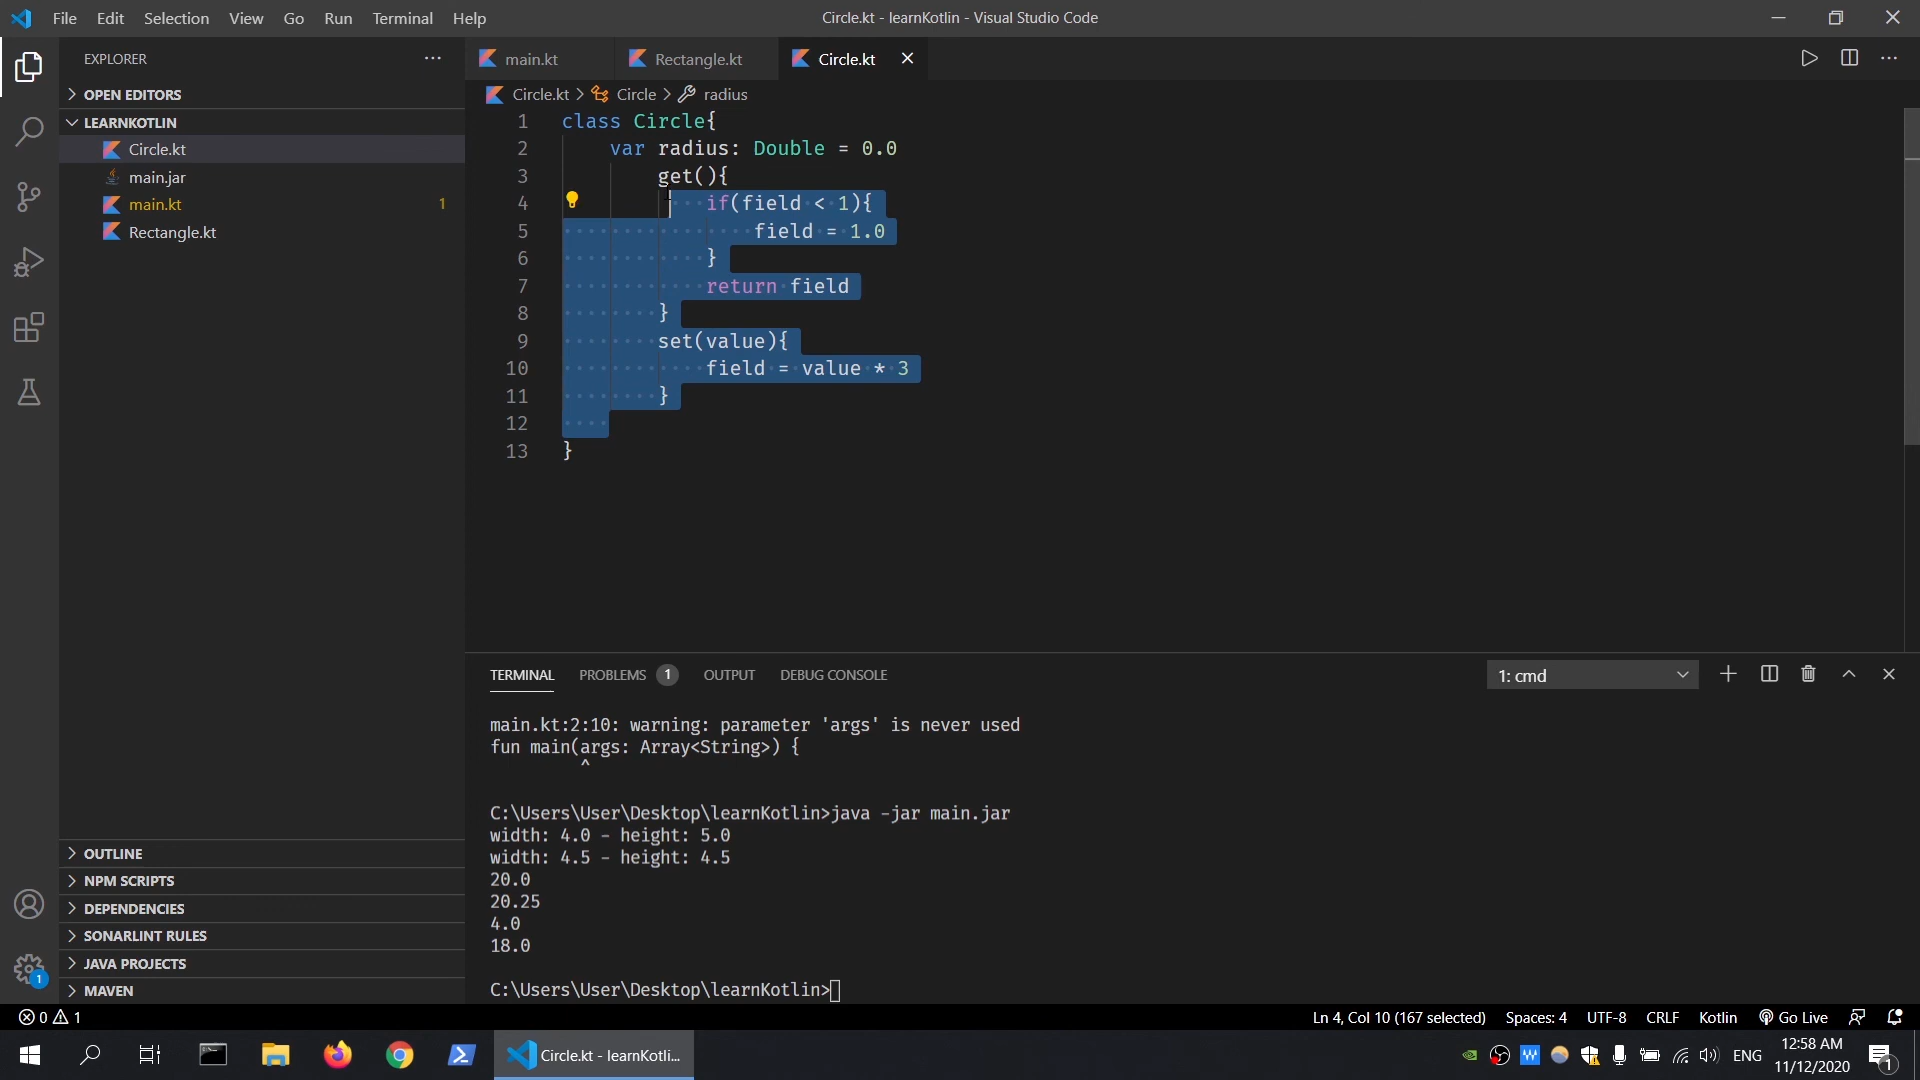 File Edit Selection View Go Run Terminal Help
Circle.kt - learnKotlin - Visual Studio Code
EXPLORER
OPEN EDITORS
LEARNKOTLIN
Circle.kt
main.jar
main.kt 1
Rectangle.kt
OUTLINE
NPM SCRIPTS
DEPENDENCIES
SONARLINT RULES
JAVA PROJECTS
MAVEN
main.kt Rectangle.kt Circle.kt
Circle.kt > Circle > radius
1 class Circle{
2 var radius: Double = 0.0
3 get(){
4 if(field < 1){
5 field = 1.0
6 }
7 return field
8 }
9 set(value){
10 field = value * 3
11 }
12
13 }
TERMINAL PROBLEMS 1 OUTPUT DEBUG CONSOLE
1: cmd
main.kt:2:10: warning: parameter 'args' is never used
fun main(args: Array<String>) {
^
C:\Users\User\Desktop\learnKotlin>java -jar main.jar
width: 4.0 - height: 5.0
width: 4.5 - height: 4.5
20.0
20.25
4.0
18.0
C:\Users\User\Desktop\learnKotlin>
1
0 1
Ln 4, Col 10 (167 selected) Spaces: 4 UTF-8 CRLF Kotlin Go Live
Circle.kt - learnKotli...
ENG
12:58 AM
11/12/2020
1